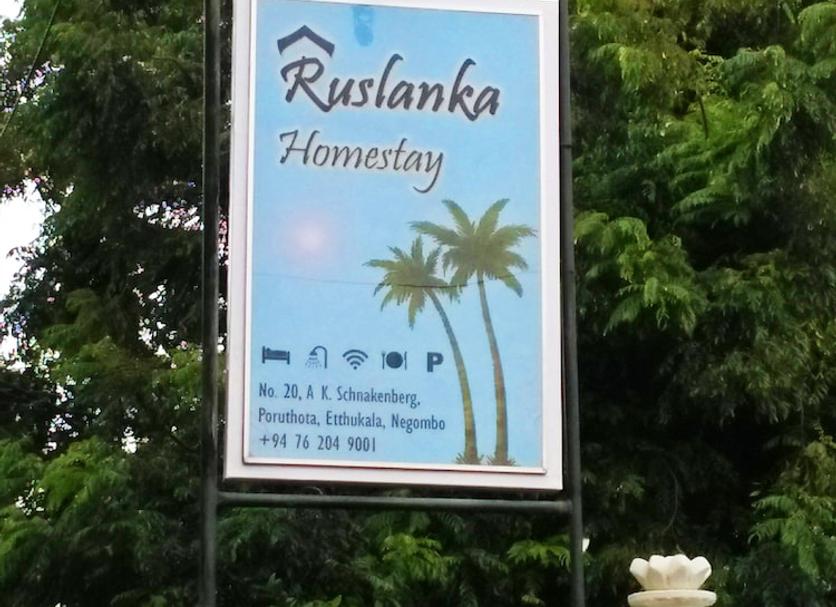 Ruslanka
Homestay
P
No. 20, A K. Schnakenberg,
Poruthota, Etthukala, Negombo
+94 76 204 9001